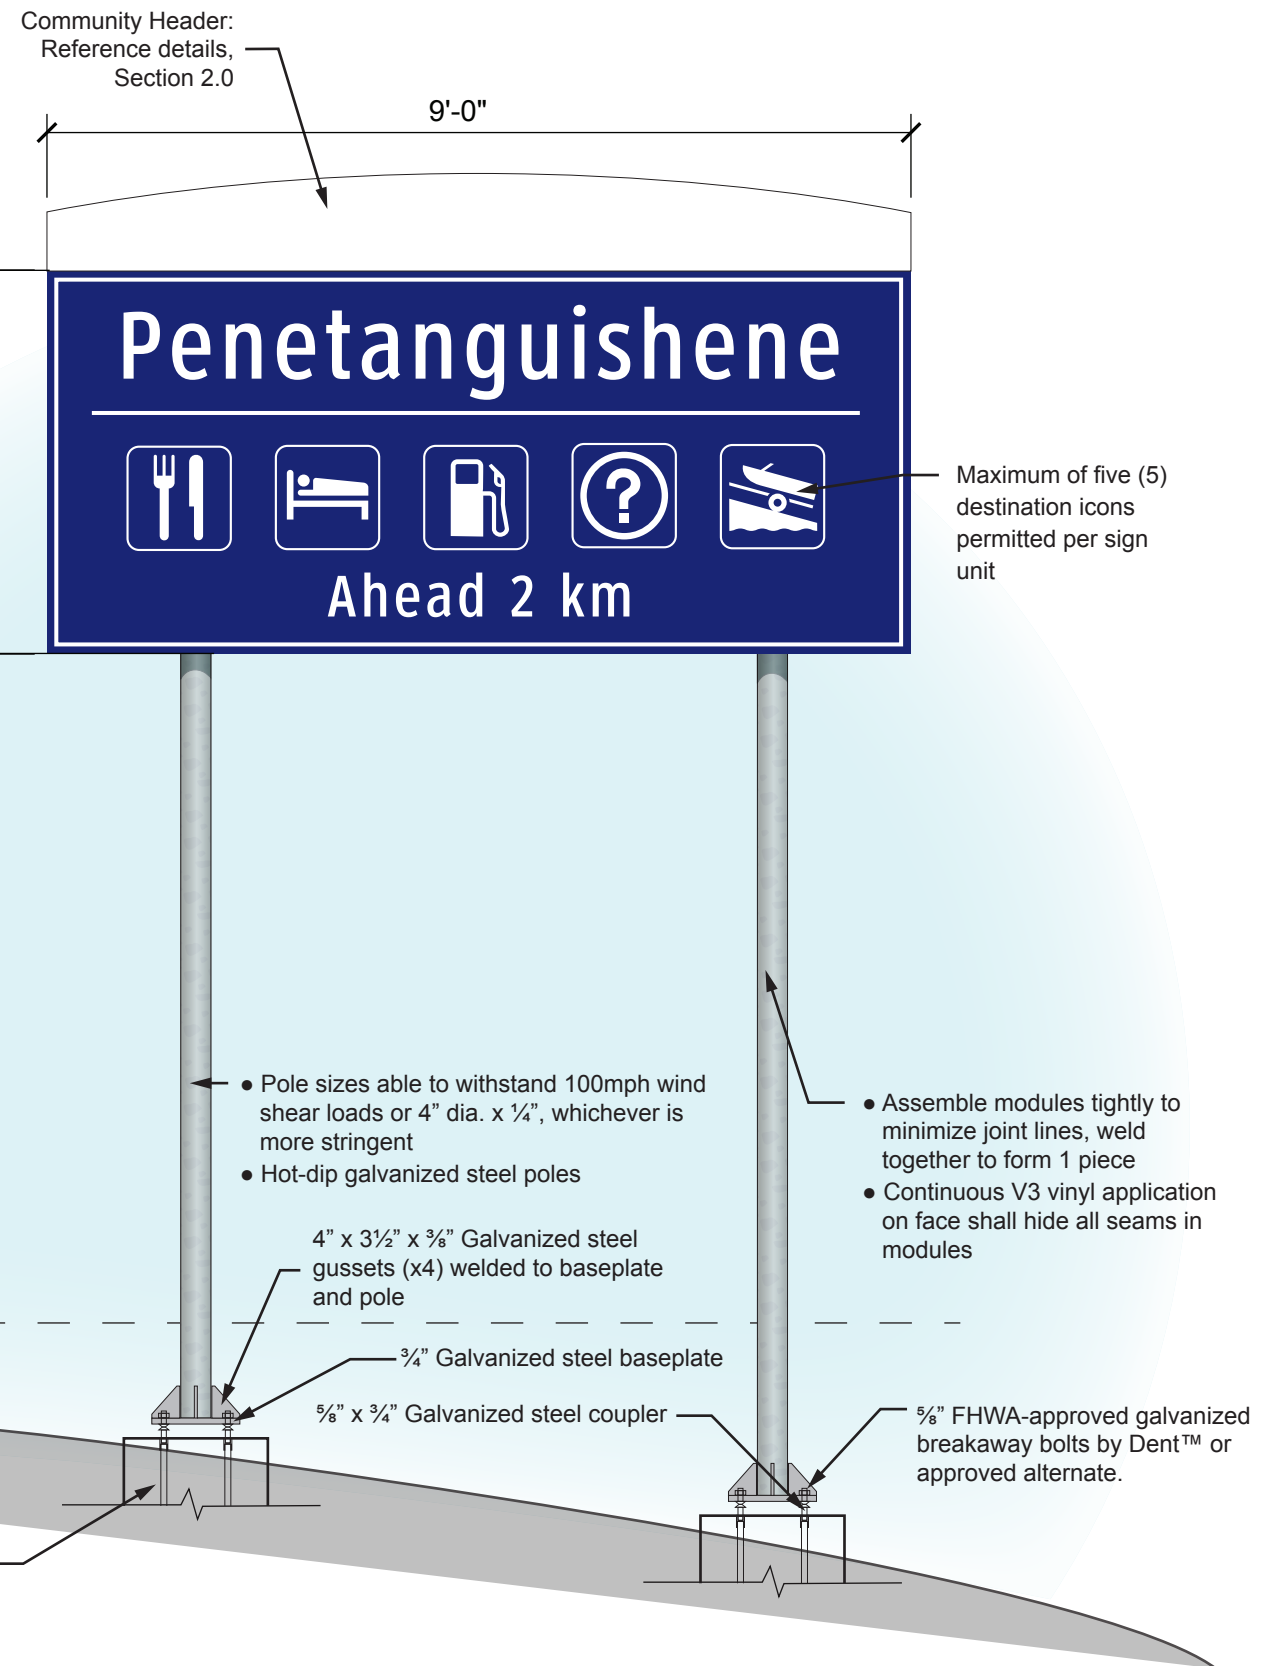 Community Header:
Reference details,
Section 2.0
9'-0"
Penetanguishene
?
Ahead 2 km
Maximum of five (5)
destination icons
permitted per sign
unit
● Pole sizes able to withstand 100mph wind
shear loads or 4” dia. x ¼”, whichever is
more stringent
● Hot-dip galvanized steel poles
● Assemble modules tightly to
minimize joint lines, weld
together to form 1 piece
● Continuous V3 vinyl application
on face shall hide all seams in
modules
4” x 3½” x ⅜” Galvanized steel
gussets (x4) welded to baseplate
and pole
¾” Galvanized steel baseplate
⅝” x ¾” Galvanized steel coupler
⅝” FHWA-approved galvanized
breakaway bolts by Dent™ or
approved alternate.